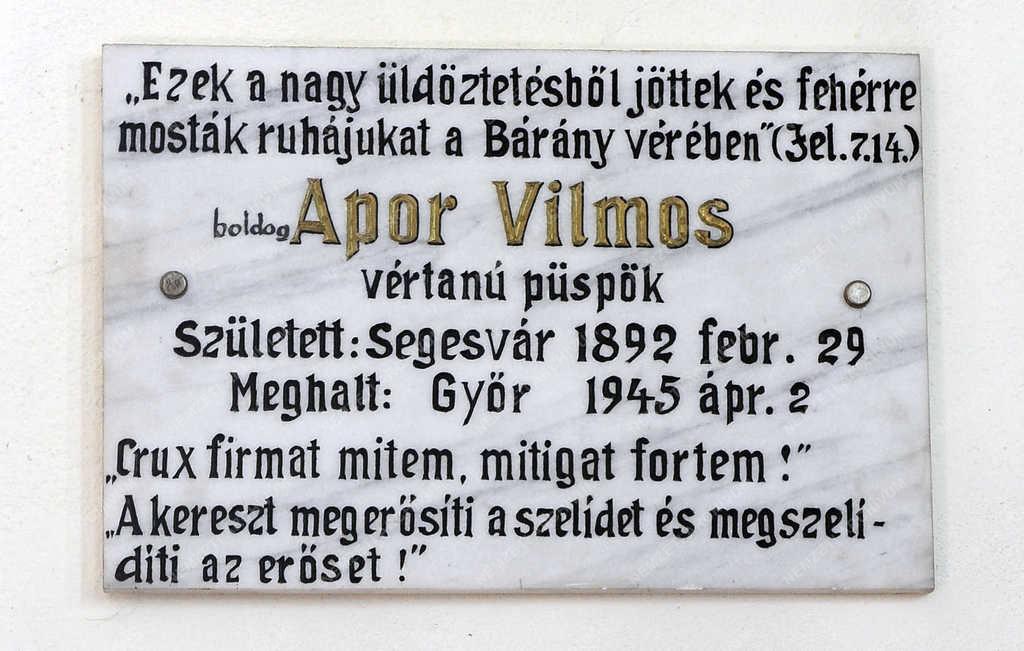 „Ezek a nagy üldöztetésből jöttek és fehérre
mosták ruhájukat a Bárány vérében" (Jel. 7.14.)
boldog Apor Vilmos
vértanú püspök
Született: Segesvár 1892 febr. 29
Meghalt: Győr 1945 ápr. 2
„Crux firmat mitem, mitigat fortem !"
„A kereszt megerősíti a szelídet és megszelí-
díti az erőset !"